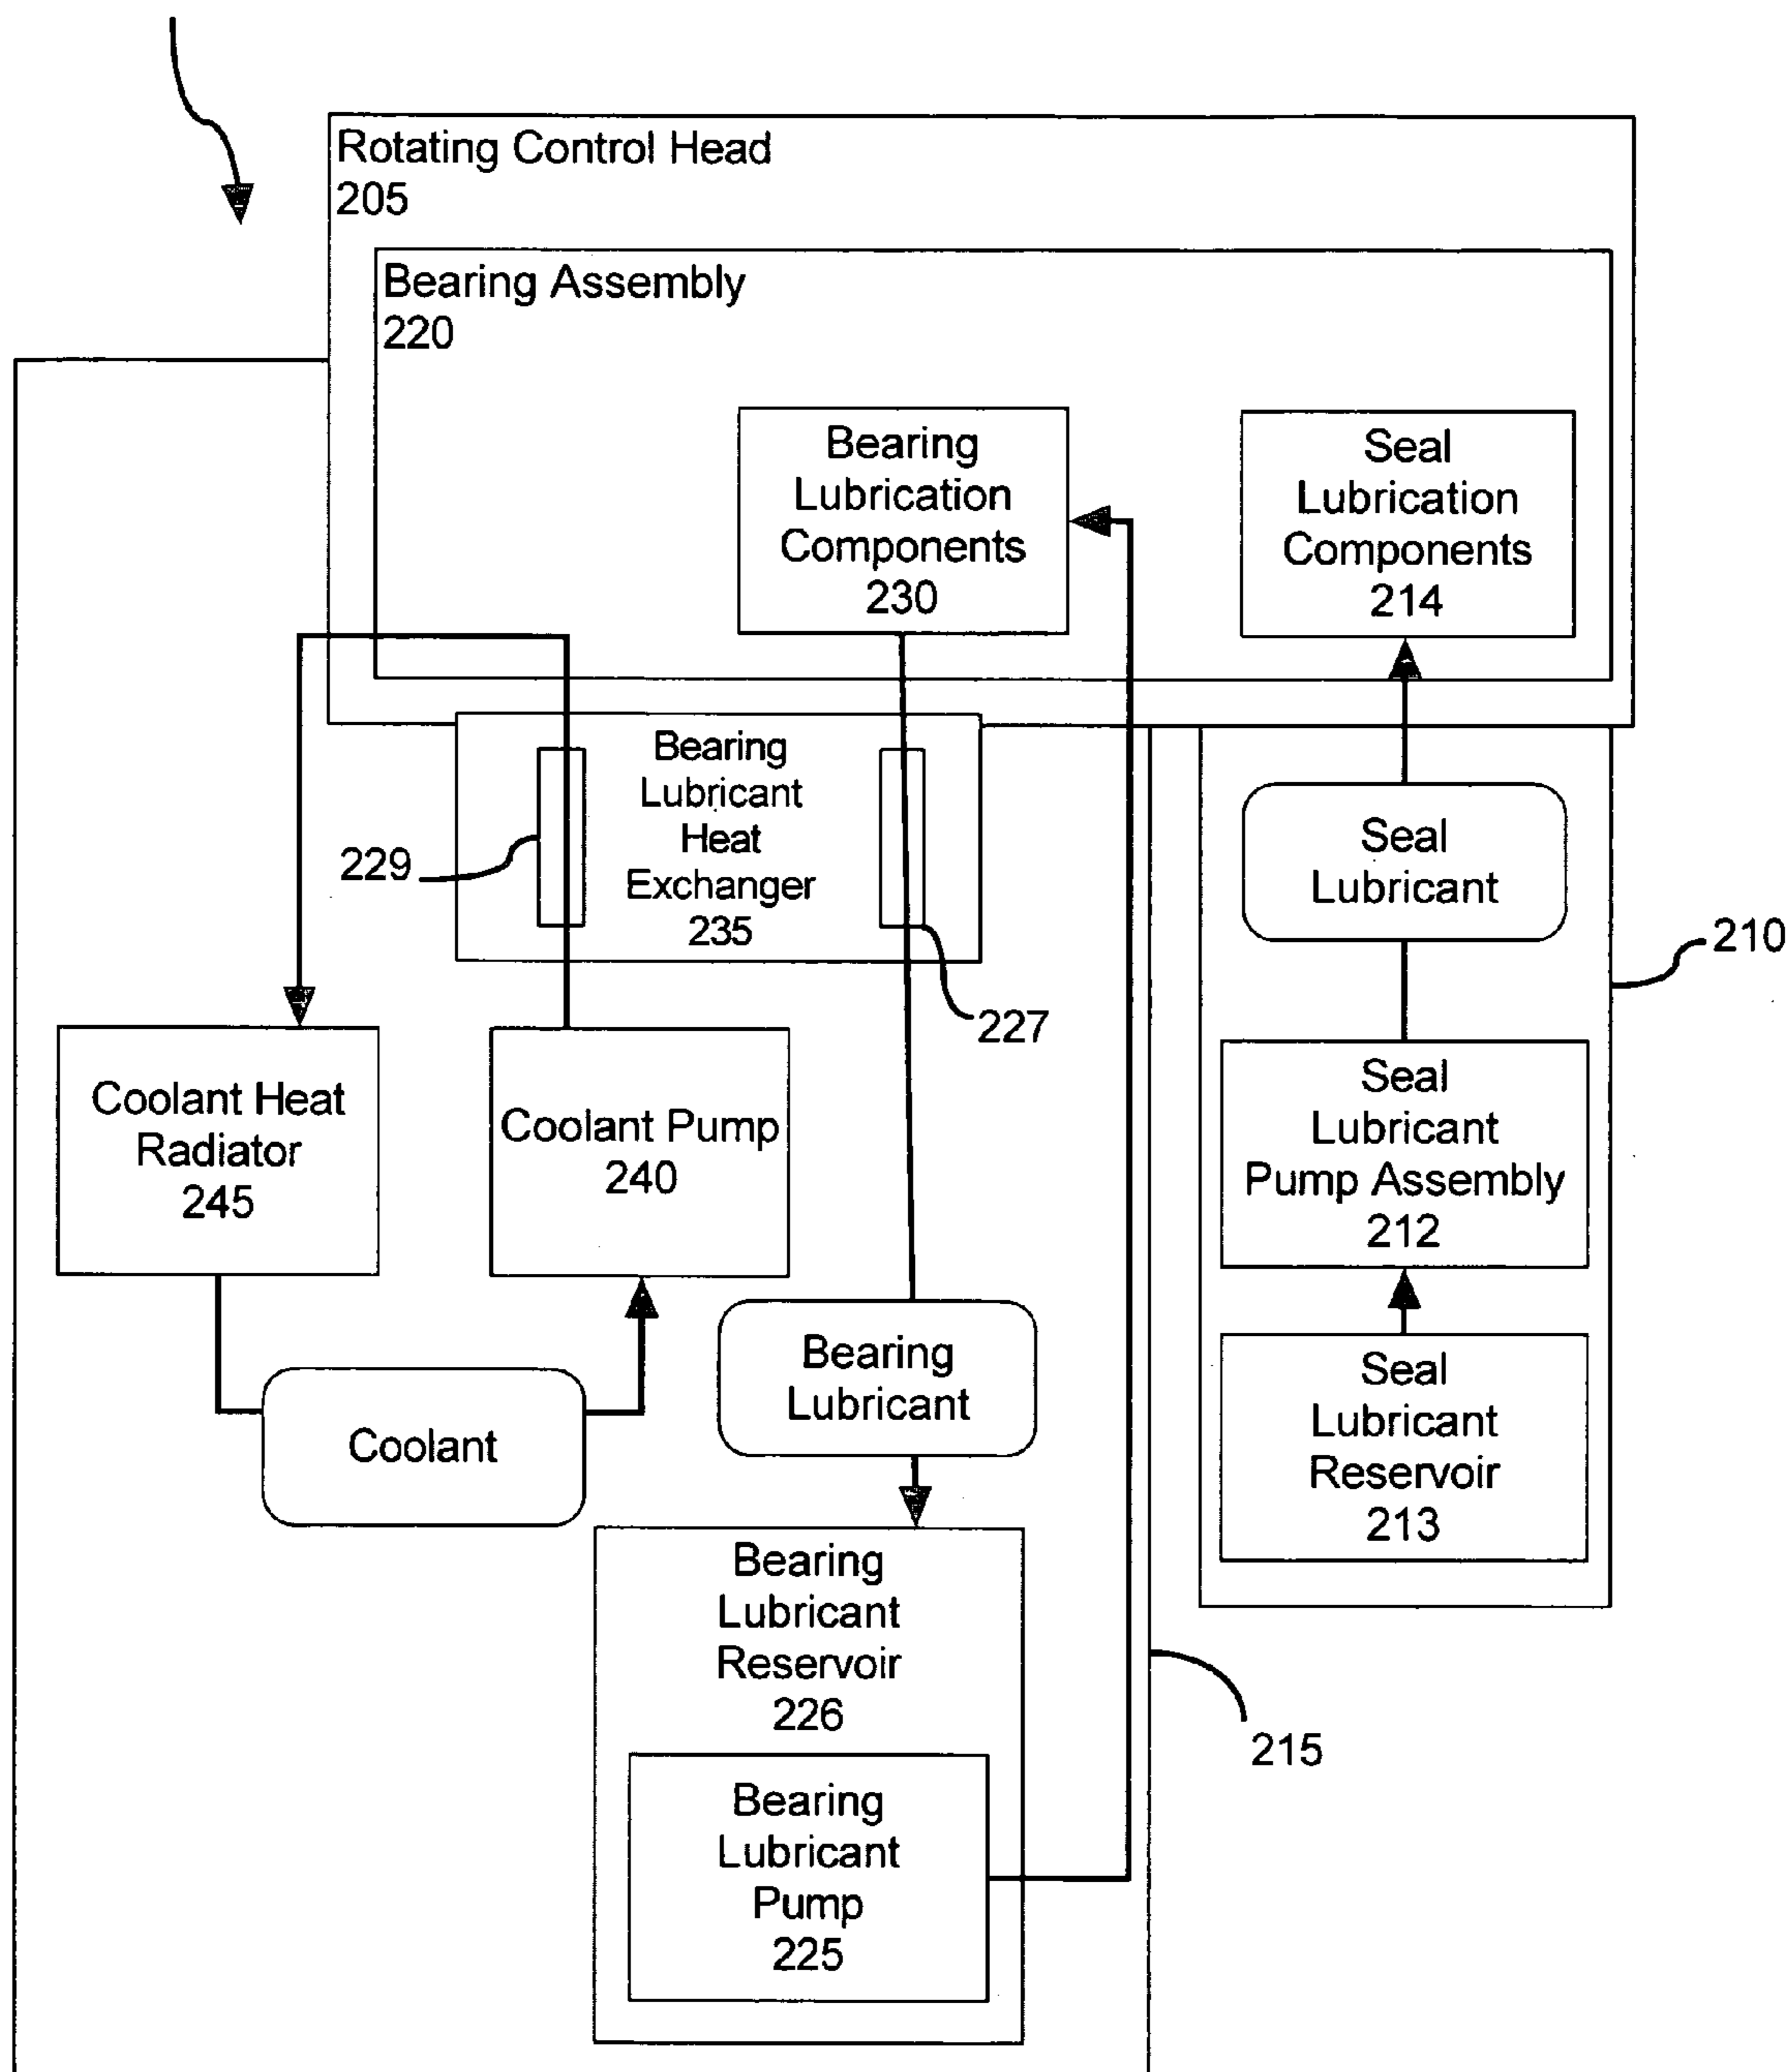 Rotating Control Head
205
Bearing Assembly
220
Bearing
Lubrication
Components
230
Seal
Lubrication
Components
214
Bearing
Lubricant
Heat
Exchanger
235
229
227
Seal
Lubricant
210
Coolant Heat
Radiator
245
Coolant Pump
240
Seal
Lubricant
Pump Assembly
212
Bearing
Lubricant
Coolant
Seal
Lubricant
Reservoir
213
Bearing
Lubricant
Reservoir
226
215
Bearing
Lubricant
Pump
225